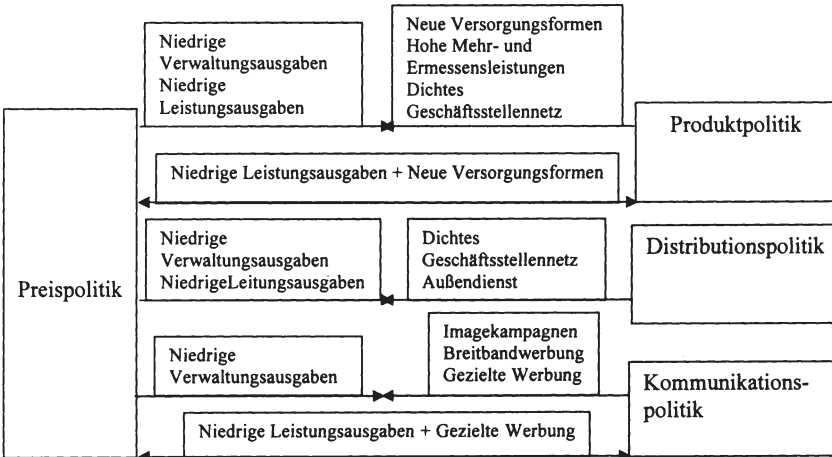 Niedrige
Verwaltungsausgaben
Niedrige
Leistungsausgaben
Neue Versorgungsformen
Hohe Mehr- und
Ermessensleistungen
Dichtes
Geschäftsstellennetz
Produktpolitik
Niedrige Leistungsausgaben + Neue Versorgungsformen
Preispolitik
Niedrige
Verwaltungsausgaben
NiedrigeLeitungsausgaben
Dichtes
Geschäftsstellennetz
Außendienst
Distributionspolitik
Niedrige
Verwaltungsausgaben
Imagekampagnen
Breitbandwerbung
Gezielte Werbung
Kommunikations-
politik
Niedrige Leistungsausgaben + Gezielte Werbung